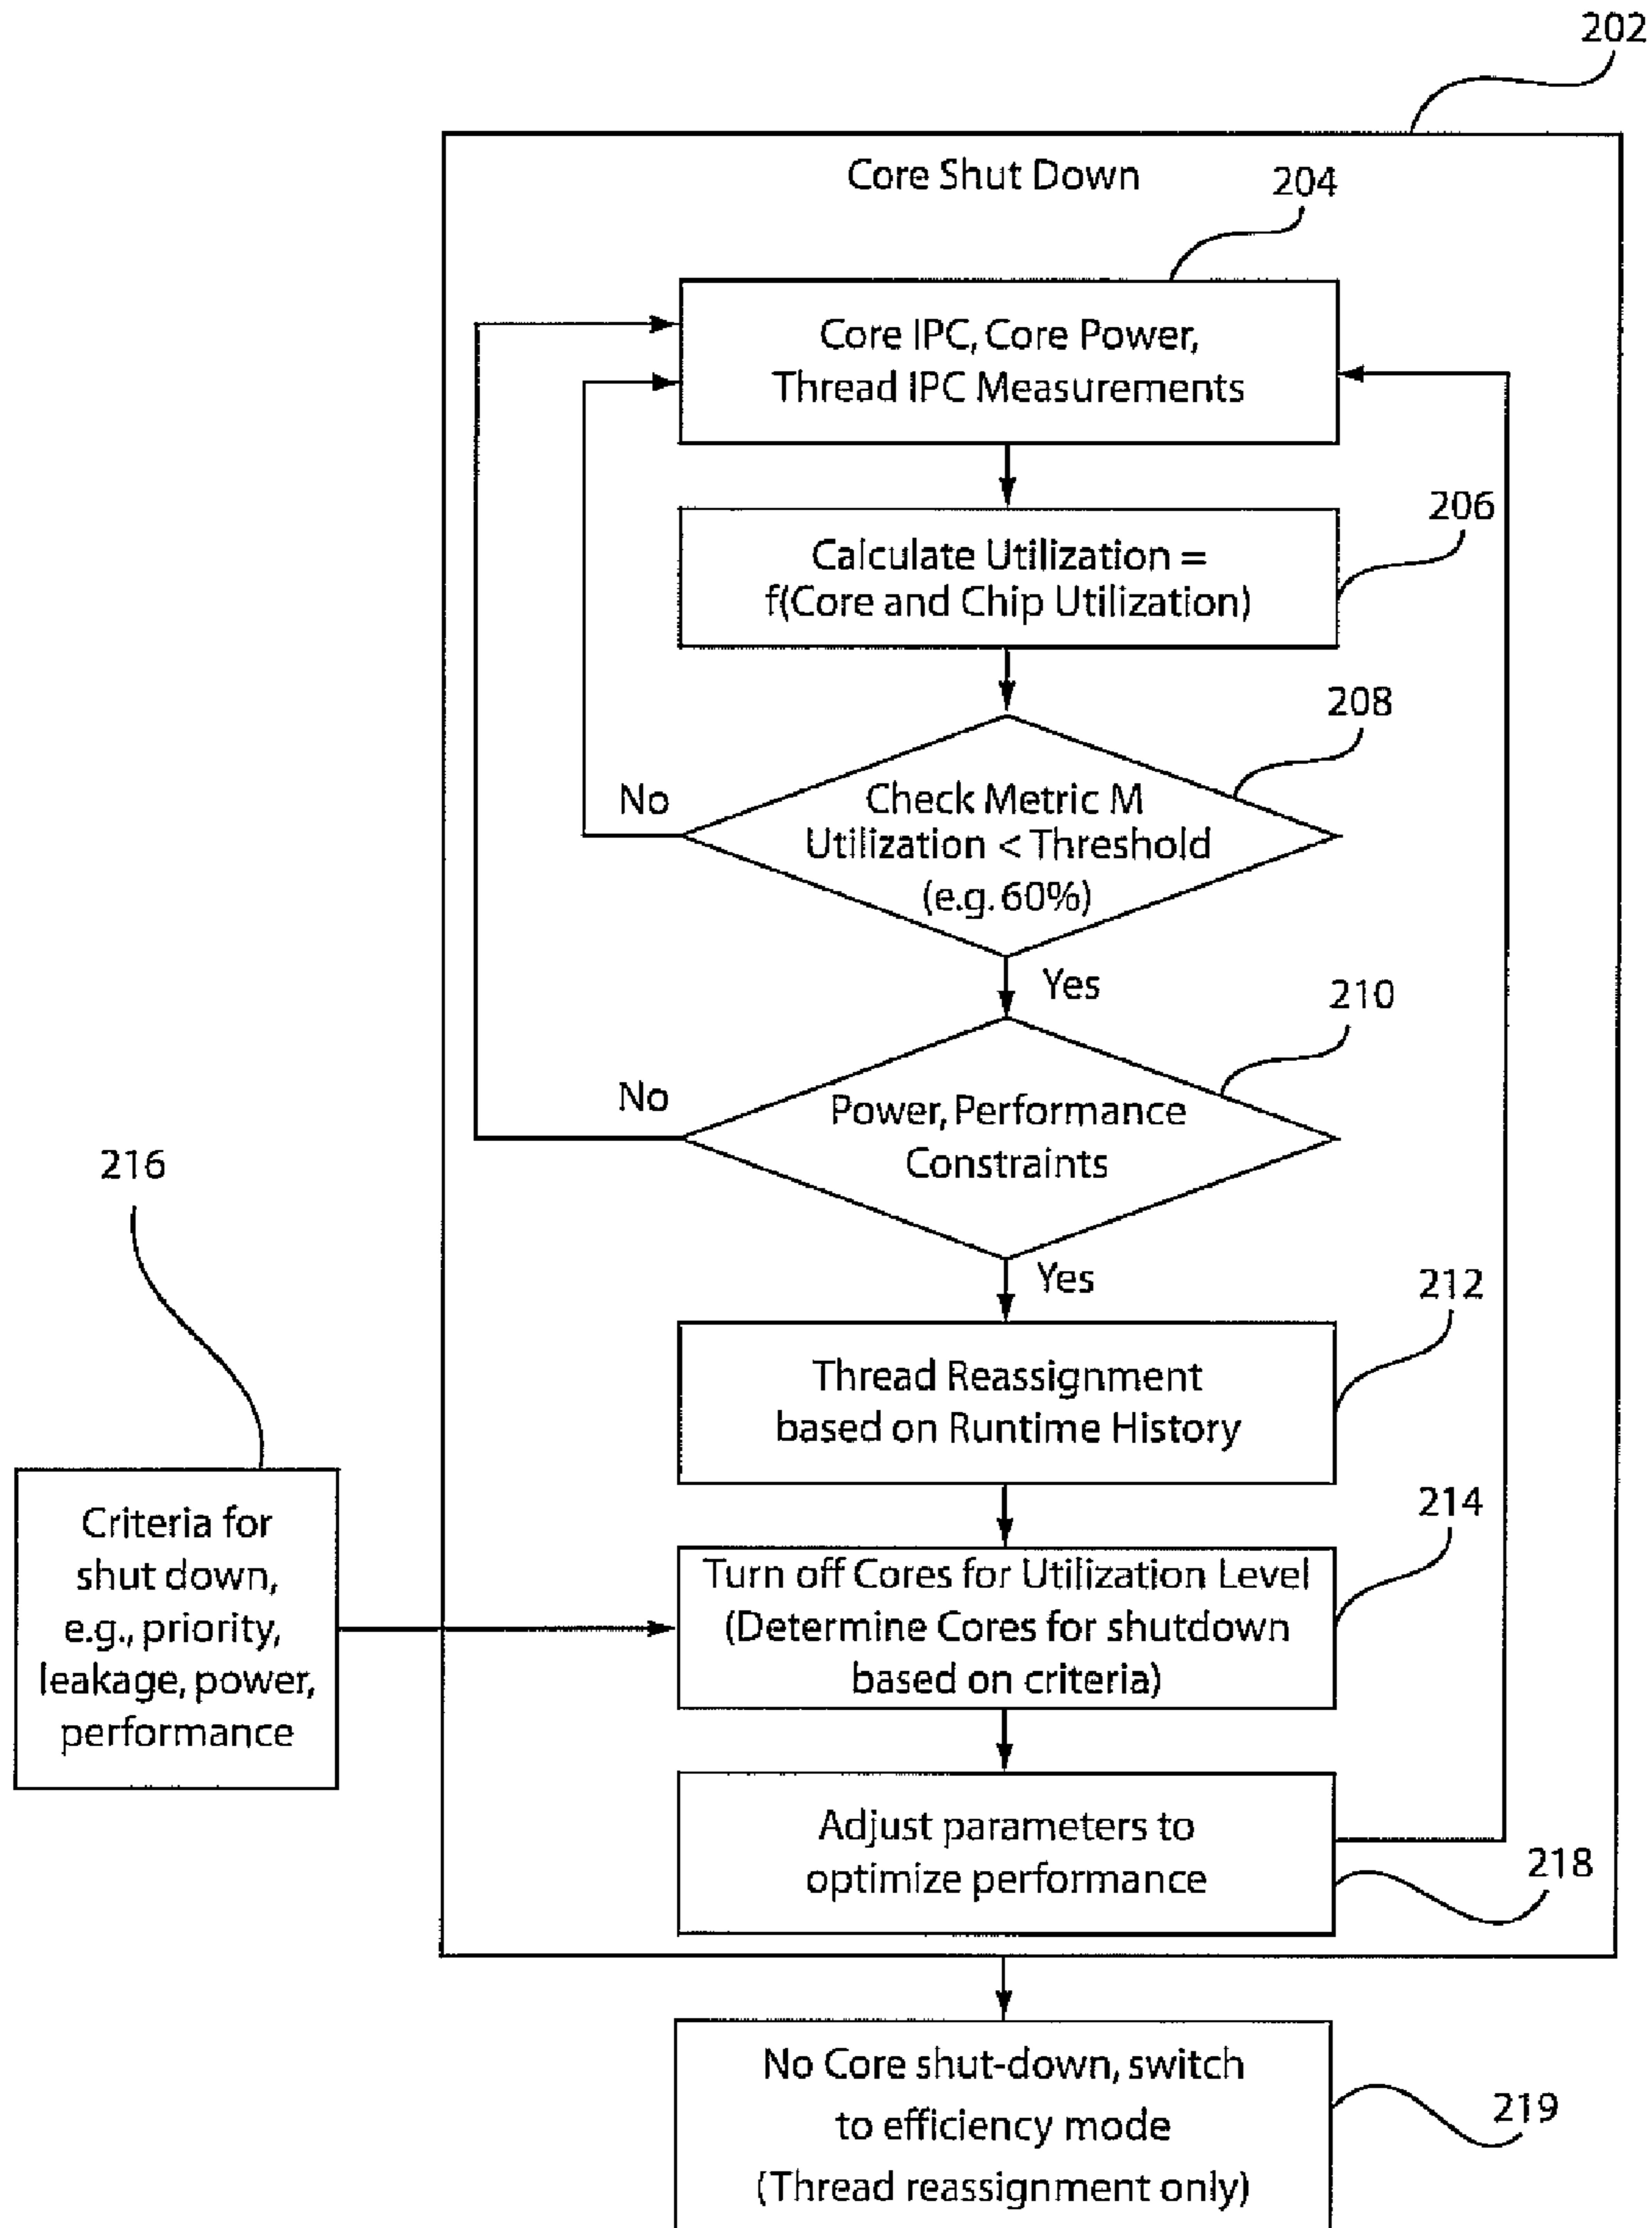 202
Core Shut Down
204
Core IPC, Core Power,
Thread IPC Measurements
206
Calculate Utilization =
f(Core and Chip Utilization)
208
No
Check Metric M
Utilization < Threshold
(e.g. 60%)
Yes
210
No
Power, Performance
Constraints
216
Yes
212
Thread Reassignment
based on Runtime History
214
Criteria for
shut down,
e.g., priority,
leakage, power,
performance
Turn off Cores for Utilization Level
(Determine Cores for shutdown
based on criteria)
Adjust parameters to
optimize performance
218
No Core shut-down, switch
to efficiency mode
(Thread reassignment only)
219